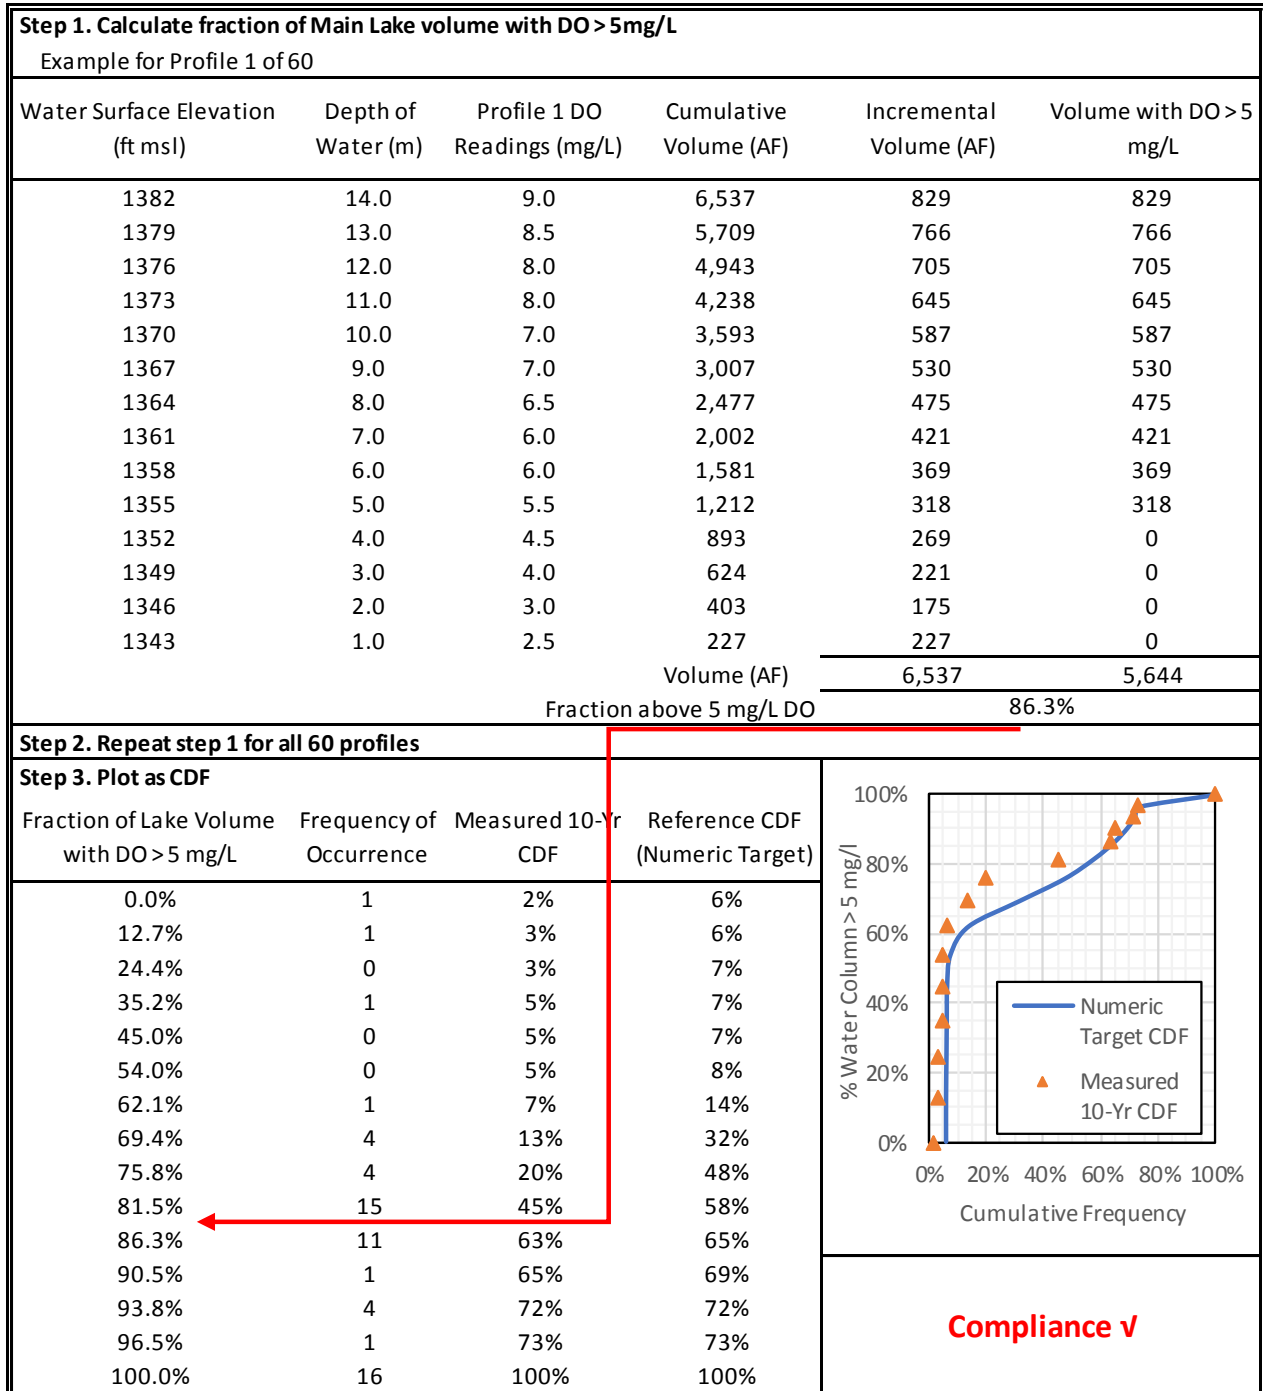 Step 1. Calculate fraction of Main Lake volume with DO > 5mg/L
Example for Profile 1 of 60
Water Surface Elevation (ft msl) Depth of Water (m) Profile 1 DO Readings (mg/L) Cumulative Volume (AF) Incremental Volume (AF) Volume with DO > 5 mg/L
1382 14.0 9.0 6,537 829 829
1379 13.0 8.5 5,709 766 766
1376 12.0 8.0 4,943 705 705
1373 11.0 8.0 4,238 645 645
1370 10.0 7.0 3,593 587 587
1367 9.0 7.0 3,007 530 530
1364 8.0 6.5 2,477 475 475
1361 7.0 6.0 2,002 421 421
1358 6.0 6.0 1,581 369 369
1355 5.0 5.5 1,212 318 318
1352 4.0 4.5 893 269 0
1349 3.0 4.0 624 221 0
1346 2.0 3.0 403 175 0
1343 1.0 2.5 227 227 0
Volume (AF) 6,537 5,644
Fraction above 5 mg/L DO 86.3%
Step 2. Repeat step 1 for all 60 profiles
Step 3. Plot as CDF
Fraction of Lake Volume with DO > 5 mg/L Frequency of Occurrence Measured 10-Yr CDF Reference CDF (Numeric Target)
0.0% 1 2% 6%
12.7% 1 3% 6%
24.4% 0 3% 7%
35.2% 1 5% 7%
45.0% 0 5% 7%
54.0% 0 5% 8%
62.1% 1 7% 14%
69.4% 4 13% 32%
75.8% 4 20% 48%
81.5% 15 45% 58%
86.3% 11 63% 65%
90.5% 1 65% 69%
93.8% 4 72% 72%
96.5% 1 73% 73%
100.0% 16 100% 100%
% Water Column > 5 mg/l
100%
80%
60%
40%
20%
0%
Numeric
Target CDF
Measured
10-Yr CDF
0% 20% 40% 60% 80% 100%
Cumulative Frequency
Compliance √